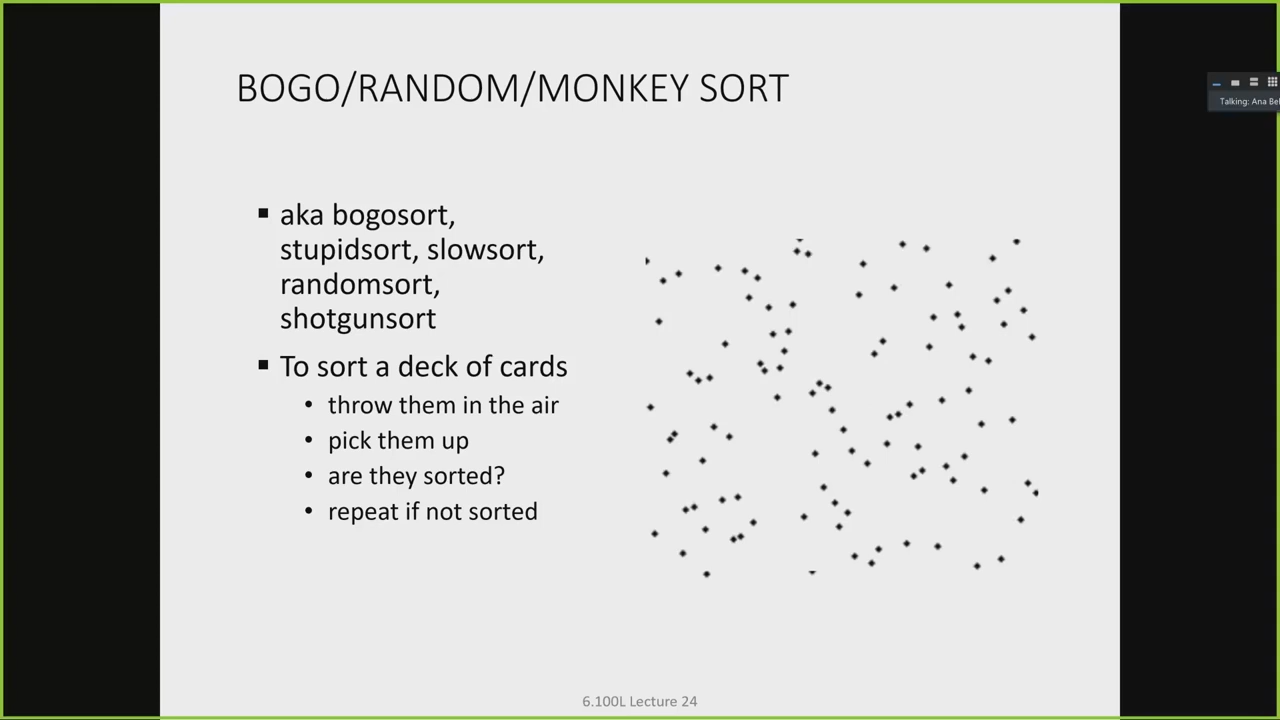 BOGO/RANDOM/MONKEY SORT
aka bogosort,
stupidsort, slowsort,
randomsort,
shotgunsort
To sort a deck of cards
throw them in the air
pick them up
are they sorted?
repeat if not sorted
6.100L Lecture 24
Talking: Ana Bel